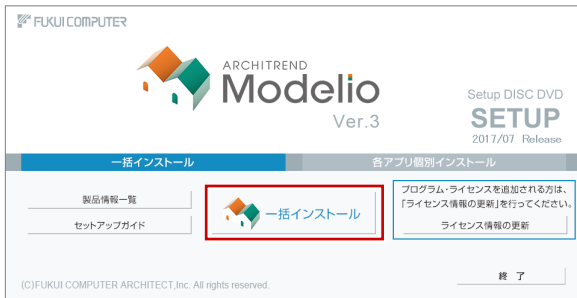 FUKUI COMPUTER
ARCHITREND
Modelio
Ver.3
Setup DISC DVD
SETUP
2017/07 Release
一括インストール
各アプリ個別インストール
製品情報一覧
セットアップガイド
一括インストール
プログラム・ライセンスを追加される方は、
「ライセンス情報の更新」を行ってください。
ライセンス情報の更新
終 了
(C)FUKUI COMPUTER ARCHITECT,Inc. All rights reserved.